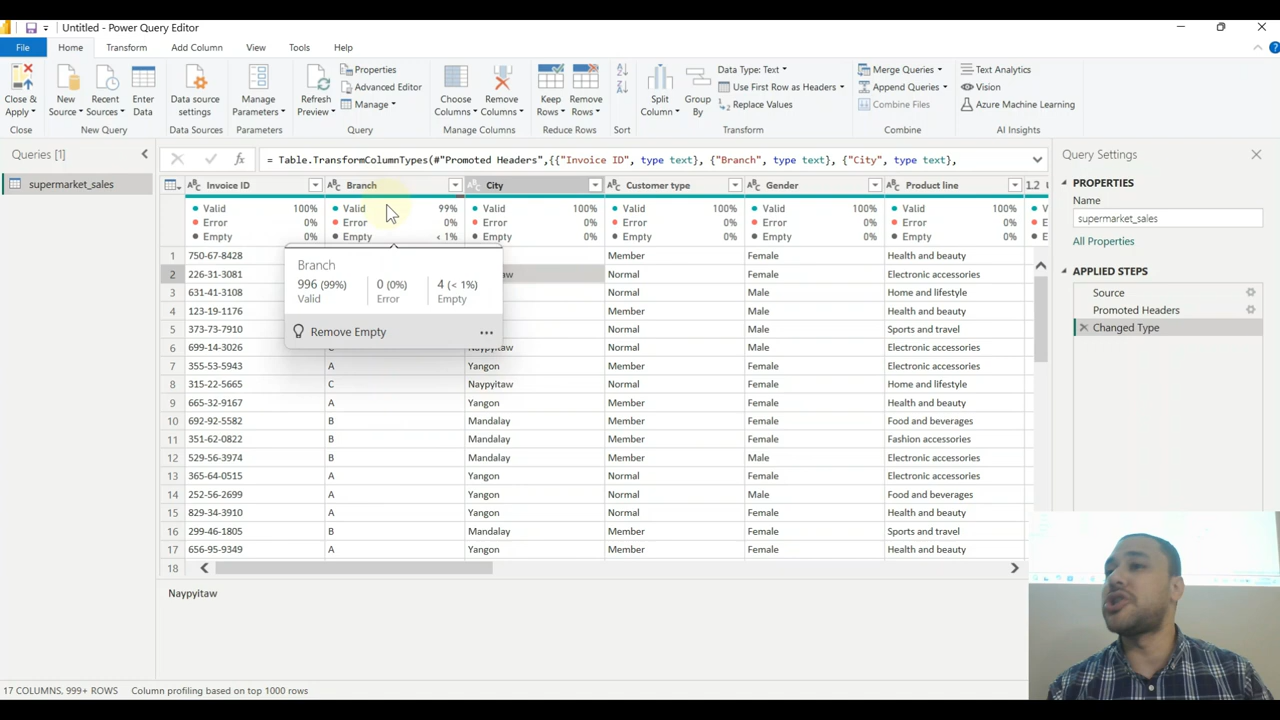 Untitled - Power Query Editor
File Home Transform Add Column View Tools Help
Close & Apply
New Source
Recent Sources
Enter Data
Data source settings
Manage Parameters
Refresh Preview
Properties
Advanced Editor
Manage
Choose Columns
Remove Columns
Keep Rows
Remove Rows
Split Column
Group By
Data Type: Text
Use First Row as Headers
Replace Values
Merge Queries
Append Queries
Combine Files
Text Analytics
Vision
Azure Machine Learning
Close New Query Data Sources Parameters Query Manage Columns Reduce Rows Sort Transform Combine AI Insights
Queries [1]
supermarket_sales
fx = Table.TransformColumnTypes(#"Promoted Headers",{{"Invoice ID", type text}, {"Branch", type text}, {"City", type text},
Invoice ID Branch City Customer type Gender Product line 1.2
Valid 100% Valid 99% Valid 100% Valid 100% Valid 100% Valid 100%
Error 0% Error 0% Error 0% Error 0% Error 0% Error 0%
Empty 0% Empty < 1% Empty 0% Empty 0% Empty 0% Empty 0%
Branch
996 (99%) 0 (0%) 4 (< 1%)
Valid Error Empty
Remove Empty
1 750-67-8428 Member Female Health and beauty
2 226-31-3081 Normal Female Electronic accessories
3 631-41-3108 Normal Male Home and lifestyle
4 123-19-1176 Member Male Health and beauty
5 373-73-7910 Normal Male Sports and travel
6 699-14-3026 Normal Male Electronic accessories
7 355-53-5943 A Yangon Member Female Electronic accessories
8 315-22-5665 C Naypyitaw Normal Female Home and lifestyle
9 665-32-9167 A Yangon Member Female Health and beauty
10 692-92-5582 B Mandalay Member Female Food and beverages
11 351-62-0822 B Mandalay Member Female Fashion accessories
12 529-56-3974 B Mandalay Member Male Electronic accessories
13 365-64-0515 A Yangon Normal Female Electronic accessories
14 252-56-2699 A Yangon Normal Male Food and beverages
15 829-34-3910 A Yangon Normal Female Health and beauty
16 299-46-1805 B Mandalay Member Female Sports and travel
17 656-95-9349 A Yangon Member Female Health and beauty
18
Naypyitaw
Query Settings
PROPERTIES
Name
supermarket_sales
All Properties
APPLIED STEPS
Source
Promoted Headers
Changed Type
17 COLUMNS, 999+ ROWS Column profiling based on top 1000 rows